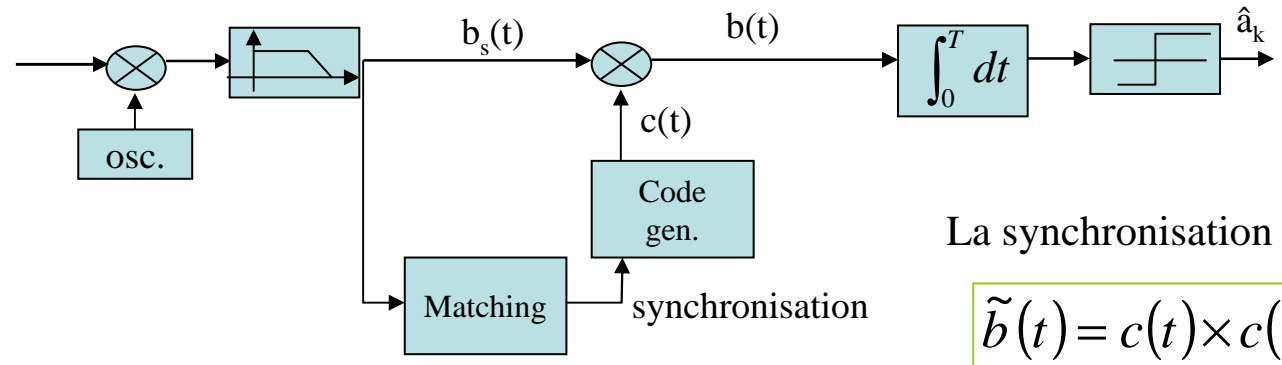 b_s(t)
b(t)
â_k
∫_0^T dt
c(t)
osc.
Code
gen.
La synchronisation
Matching
synchronisation
b̃(t) = c(t) × c(